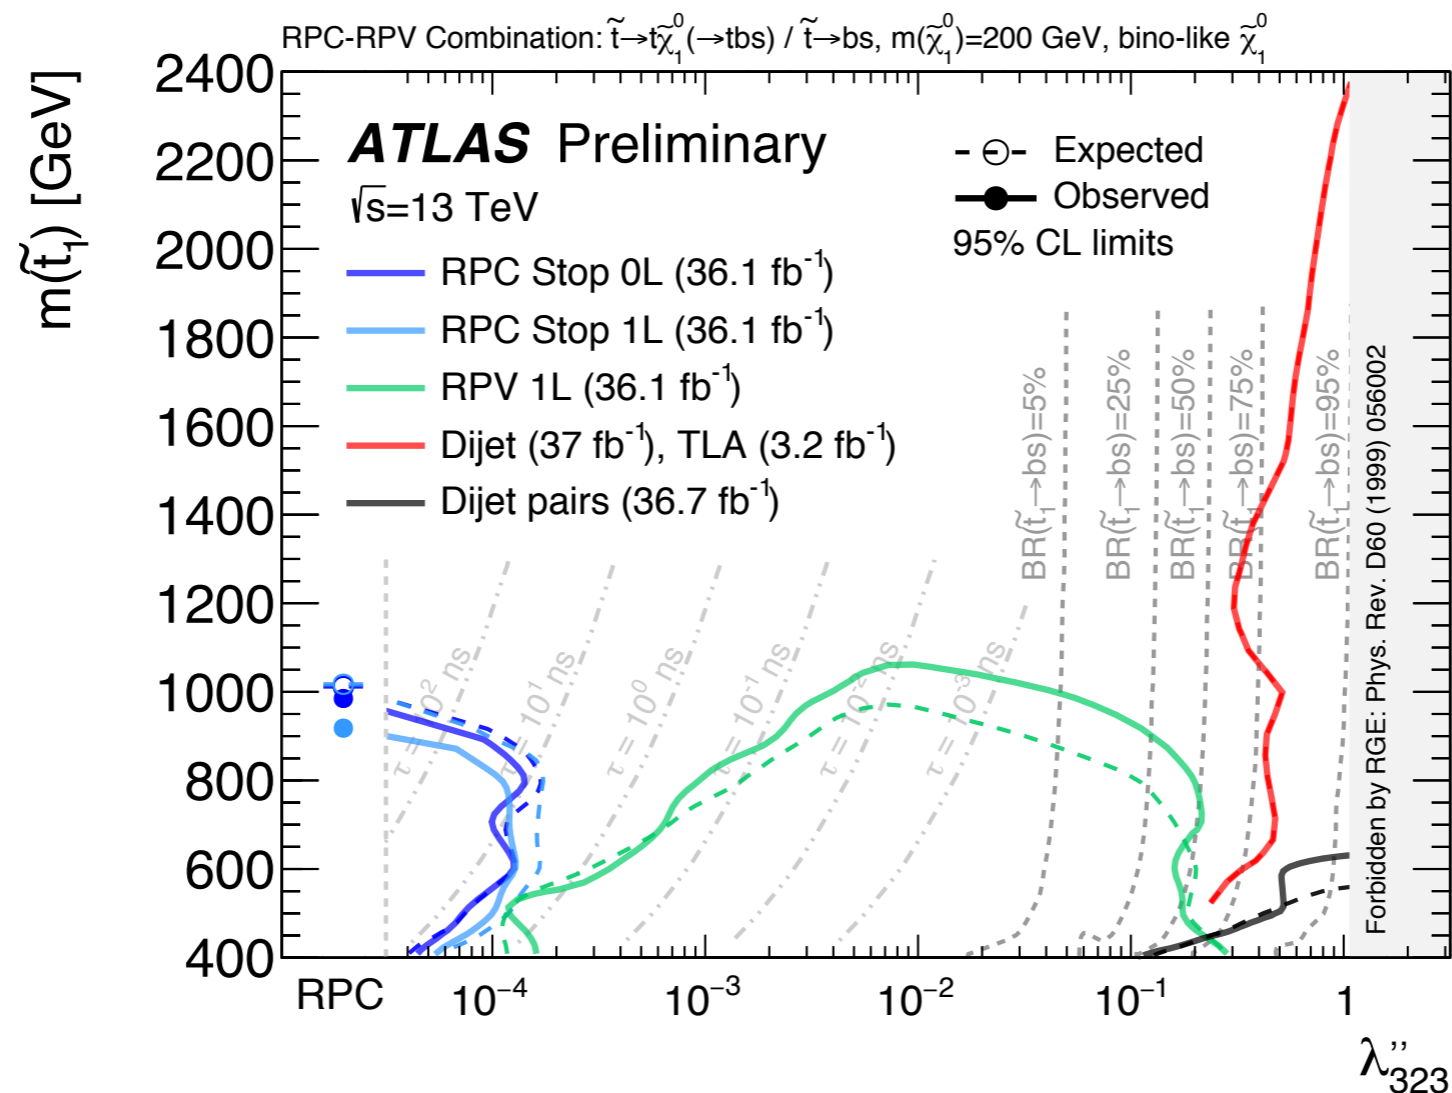 RPC-RPV Combination: t̃→tχ̃⁰₁(→tbs) / t̃→bs, m(χ̃⁰₁)=200 GeV, bino-like χ̃⁰₁
m(t̃₁) [GeV]
2400
2200
2000
1800
1600
1400
1200
1000
800
600
400
ATLAS Preliminary
√s=13 TeV
RPC Stop 0L (36.1 fb⁻¹)
RPC Stop 1L (36.1 fb⁻¹)
RPV 1L (36.1 fb⁻¹)
Dijet (37 fb⁻¹), TLA (3.2 fb⁻¹)
Dijet pairs (36.7 fb⁻¹)
Expected
Observed
95% CL limits
τ = 10² ns
τ = 10¹ ns
τ = 10⁰ ns
τ = 10⁻¹ ns
τ = 10⁻² ns
τ = 10⁻³ ns
BR(t̃₁→bs)=5%
BR(t̃₁→bs)=25%
BR(t̃₁→bs)=50%
BR(t̃₁→bs)=75%
BR(t̃₁→bs)=95%
Forbidden by RGE: Phys. Rev. D60 (1999) 056002
RPC 10⁻⁴ 10⁻³ 10⁻² 10⁻¹ 1
λ''₃₂₃